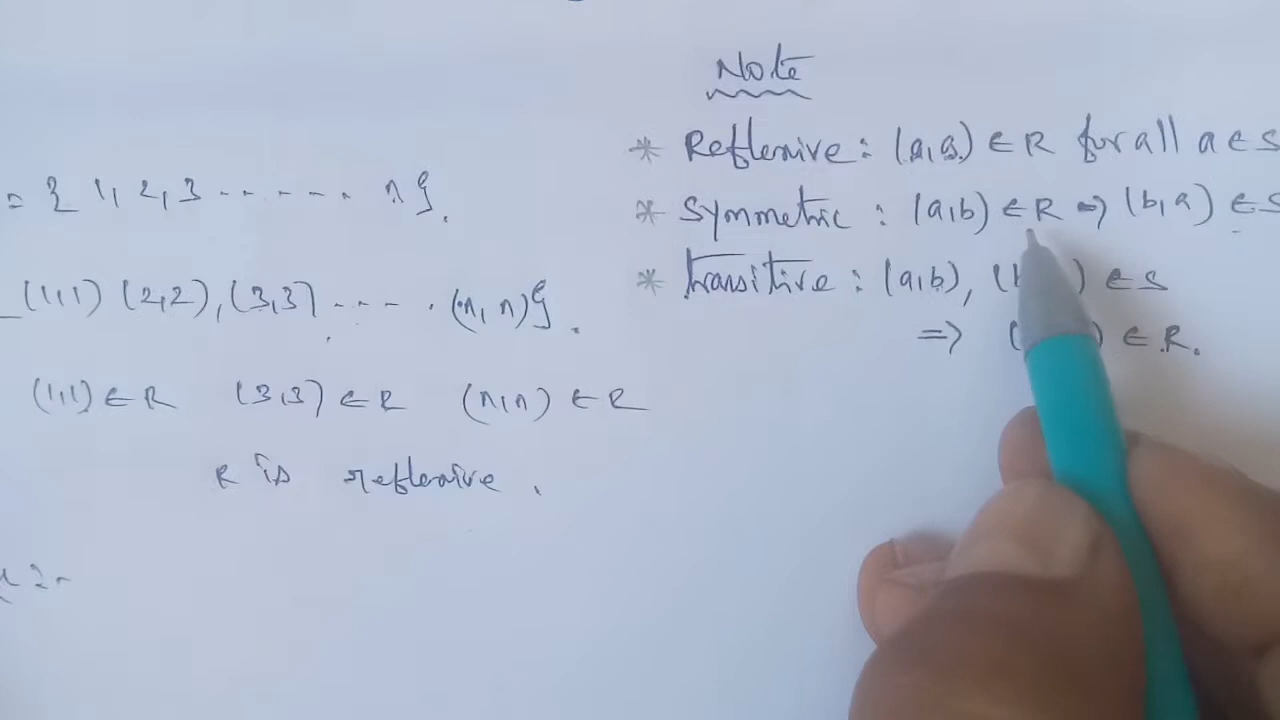 = { 1, 2, 3 ------ n }.
(1,1) (2,2), (3,3) ---- (n, n) }.
(1,1) ∈ R (3,3) ∈ R (n, n) ∈ R
R is reflexive.
Note
* Reflexive: (a, a) ∈ R for all a ∈ S
* Symmetric : (a, b) ∈ R ⇒ (b, a) ∈ S
* Transitive : (a, b), ( ) ∈ S
⇒ ( ) ∈ R.